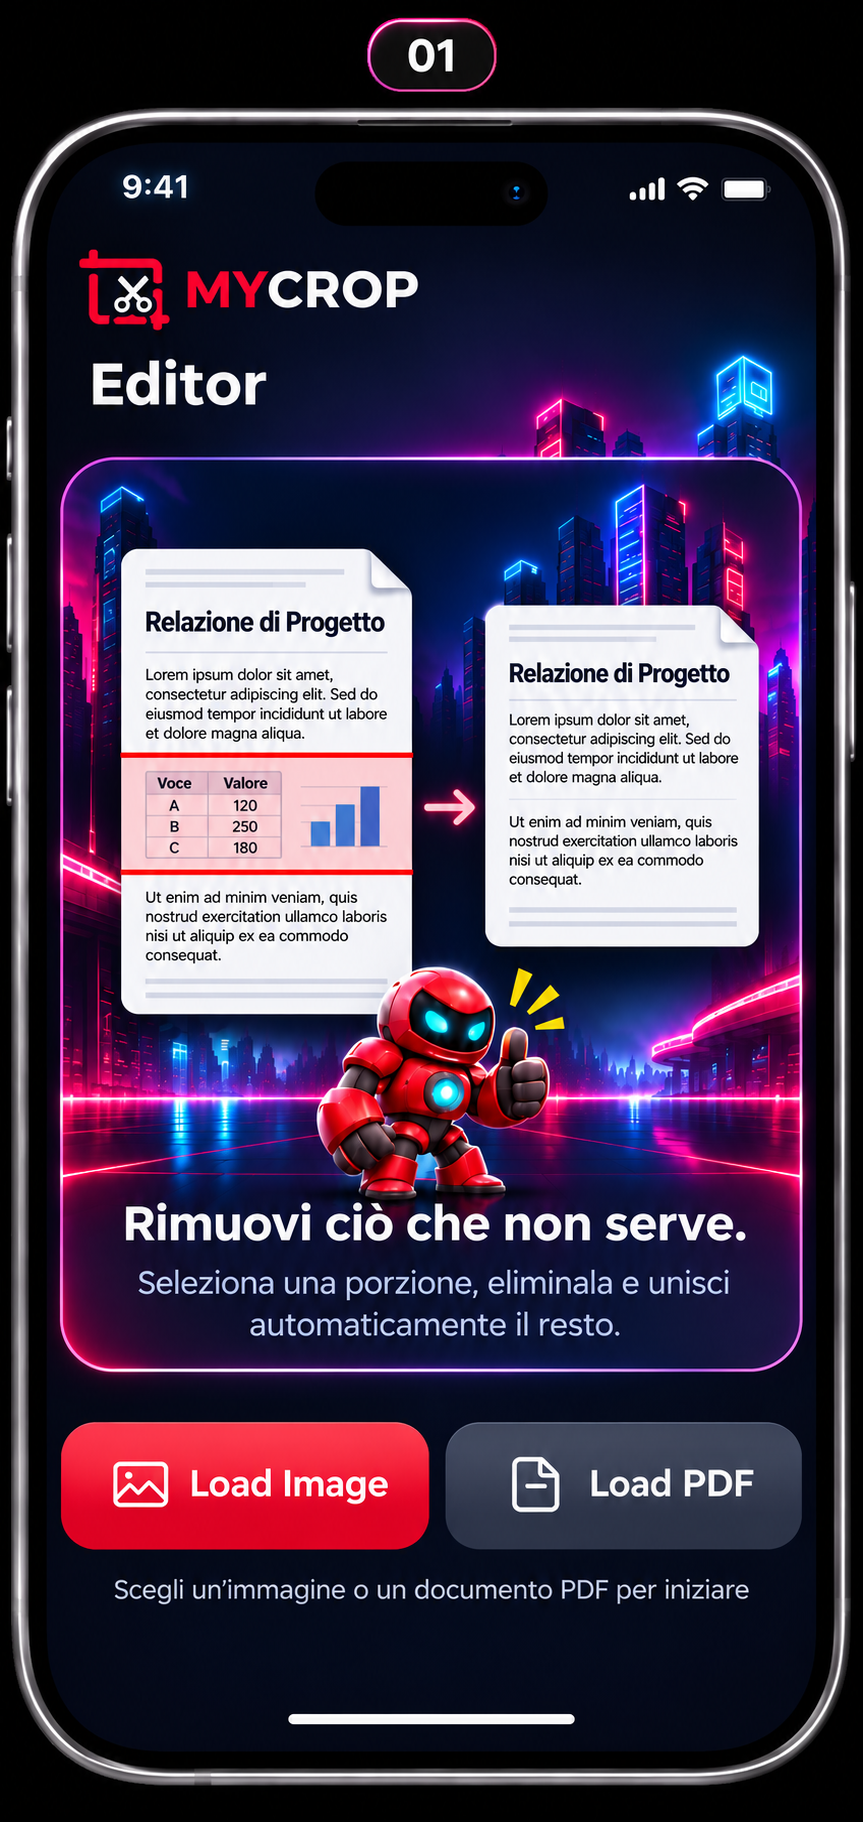 01
9:41
MYCROP
Editor
Relazione di Progetto
Lorem ipsum dolor sit amet,
consectetur adipiscing elit. Sed do
eiusmod tempor incididunt ut labore
et dolore magna aliqua.
Voce Valore
A 120
B 250
C 180
Ut enim ad minim veniam, quis
nostrud exercitation ullamco laboris
nisi ut aliquip ex ea commodo
consequat.
Relazione di Progetto
Lorem ipsum dolor sit amet,
consectetur adipiscing elit. Sed do
eiusmod tempor incididunt ut labore
et dolore magna aliqua.
Ut enim ad minim veniam, quis
nostrud exercitation ullamco laboris
nisi ut aliquip ex ea commodo
consequat.
Rimuovi ciò che non serve.
Seleziona una porzione, eliminala e unisci
automaticamente il resto.
Load Image
Load PDF
Scegli un’immagine o un documento PDF per iniziare